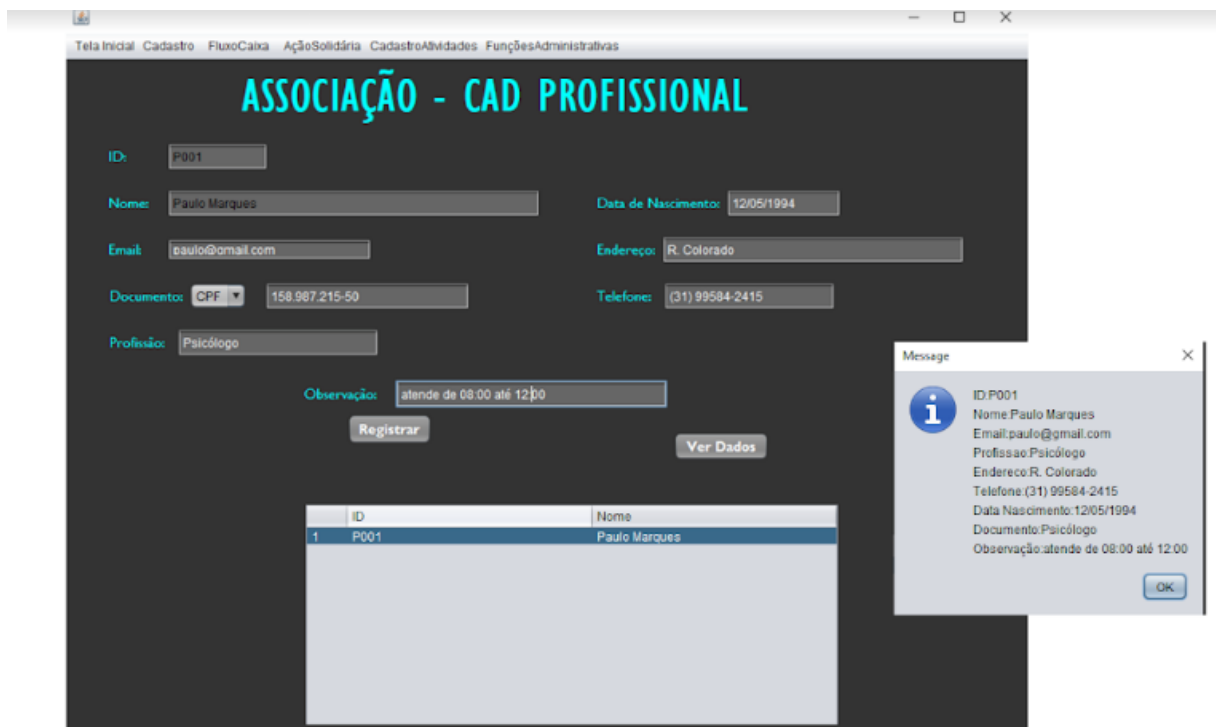 Tela Inicial Cadastro FluxoCaixa AçãoSolidária CadastroAtividades FunçõesAdministrativas
ASSOCIAÇÃO - CAD PROFISSIONAL
ID: P001
Nome: Paulo Marques Data de Nascimento: 12/05/1994
Email: paulo@gmail.com Endereço: R. Colorado
Documento: CPF 158.987.215-50 Telefone: (31) 99584-2415
Profissão: Psicólogo
Observação: atende de 08:00 até 12:00
Registrar
Ver Dados
ID Nome
1 P001 Paulo Marques
Message
ID:P001
Nome:Paulo Marques
Email:paulo@gmail.com
Profissao:Psicólogo
Endereco:R. Colorado
Telefone:(31) 99584-2415
Data Nascimento:12/05/1994
Documento:Psicólogo
Observação:atende de 08:00 até 12:00
OK